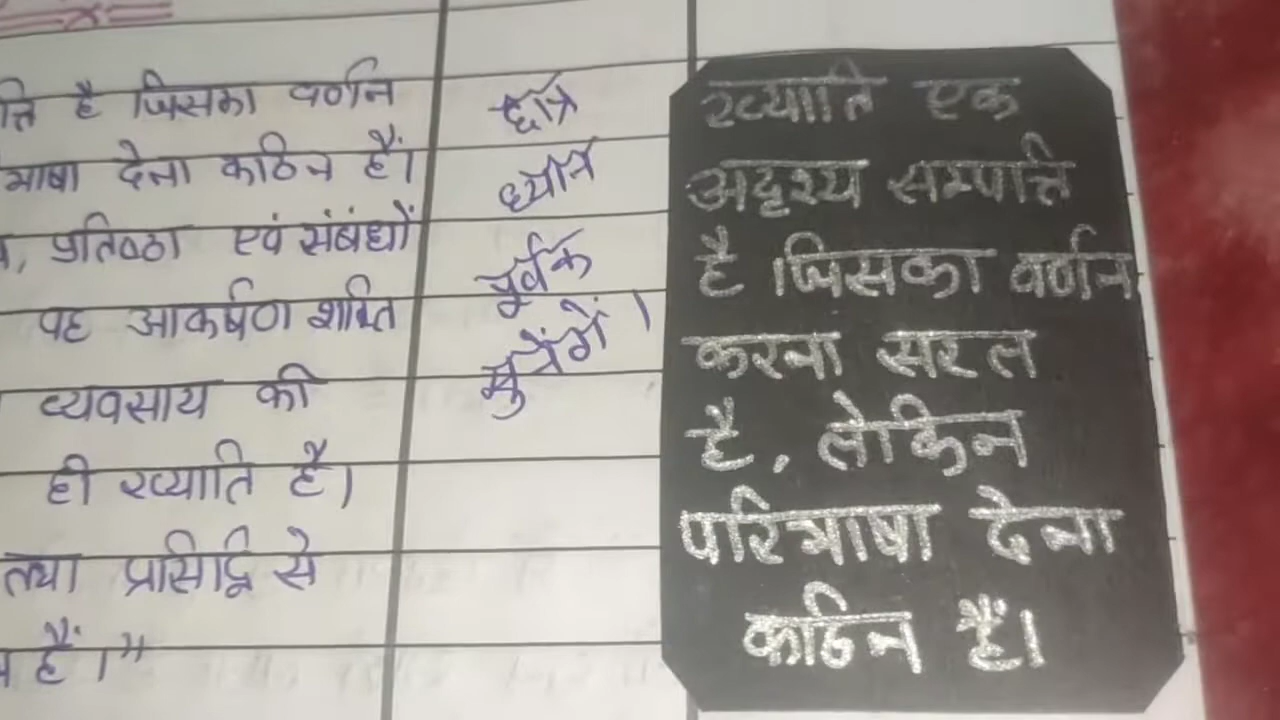 है जिसका वर्णन
देना कठिन हैं।
प्रतिष्ठा एवं संबंधों
वह आकर्षण शक्ति
व्यवसाय की
ही ख्याति है।
तथा प्रसिद्धि से
हैं।"
छात्र
ध्यान
पूर्वक
सुनेंगें।
ख्याति एक
अदृश्य सम्पत्ति
है जिसका वर्णन
करना सरल
है, लेकिन
परिभाषा देना
कठिन हैं।